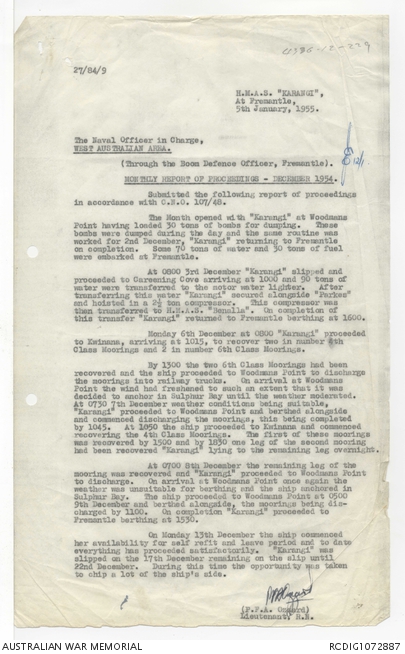 27/84/9
H.M.A.S. "KARANGI",
At Fremantle,
5th January, 1955.
The Naval Officer in Charge,
WEST AUSTRALIAN AREA.
(Through the Boom Defence Officer, Fremantle).
12/1
MONTHLY REPORT OF PROCEEDINGS - DECEMBER 1954.
Submitted the following report of proceedings
in accordance with C.N.O. 107/48.
The Month opened with "Karangi" at Woodmans
Point having loaded 30 tons of bombs for dumping. These
bombs were dumped during the day and the same routine was
worked for 2nd December, "Karangi" returning to Fremantle
on completion. Some 70 tons of water and 30 tons of fuel
were embarked at Fremantle.
At 0800 3rd December "Karangi" slipped and
proceeded to Careening Cove arriving at 1000 and 90 tons of
water were transferred to the motor water lighter. After
transferring this water "Karangi" secured alongside "Parkes"
and hoisted in a 2½ ton compressor. This compressor was
than transferred to H.M.A.S. "Benalla". On completion of
this transfer "Karangi" returned to Fremantle berthing at 1600.
Monday 6th December at 0800 "Karangi" proceeded
to Kwinana, arriving at 1015, to recover two in number 4th
Class Moorings and 2 in number 6th Class Moorings.
By 1300 the two 6th Class Moorings had been
recovered and the ship proceeded to Woodmans Point to discharge
the moorings into railway trucks. On arrival at Woodmans
Point the wind had freshened to such an extent that it was
decided to anchor in Sulphur Bay until the weather moderated.
At 0730 7th December weather conditions being suitable,
"Karangi" proceeded to Woodmans Point and berthed alongside
and commenced discharging the moorings, this being completed
by 1045. At 1050 the ship proceeded to Kwinana and commenced
recovering the 4th Class Moorings. The first of these moorings
was recovered by 1500 and by 1830 one leg of the second mooring
had been recovered "Karangi" lying to the remaining leg overnight.
At 0700 8th December the remaining leg of the
mooring was recovered and "Karangi" proceeded to Woodmans Point
to discharge. On arrival at Woodmans Point once again the
weather was unsuitable for berthing and the ship anchored in
Sulphur Bay. The ship proceeded to Woodmans Point at 0500
9th December and berthed alongside, the moorings being dis-
charged by 1100. On completion "Karangi" proceeded to
Fremantle berthing at 1530.
On Monday 13th December the ship commenced
her availability for self refit and leave period and to date
everything has proceeded satisfactorily. "Karangi" was
slipped on the 17th December remaining on the slip until
22nd December. During this time the opportunity was taken
to chip a lot of the ship's side.
Lieutenant, R.N.
AUSTRALIAN WAR MEMORIAL
RCDIG1072887